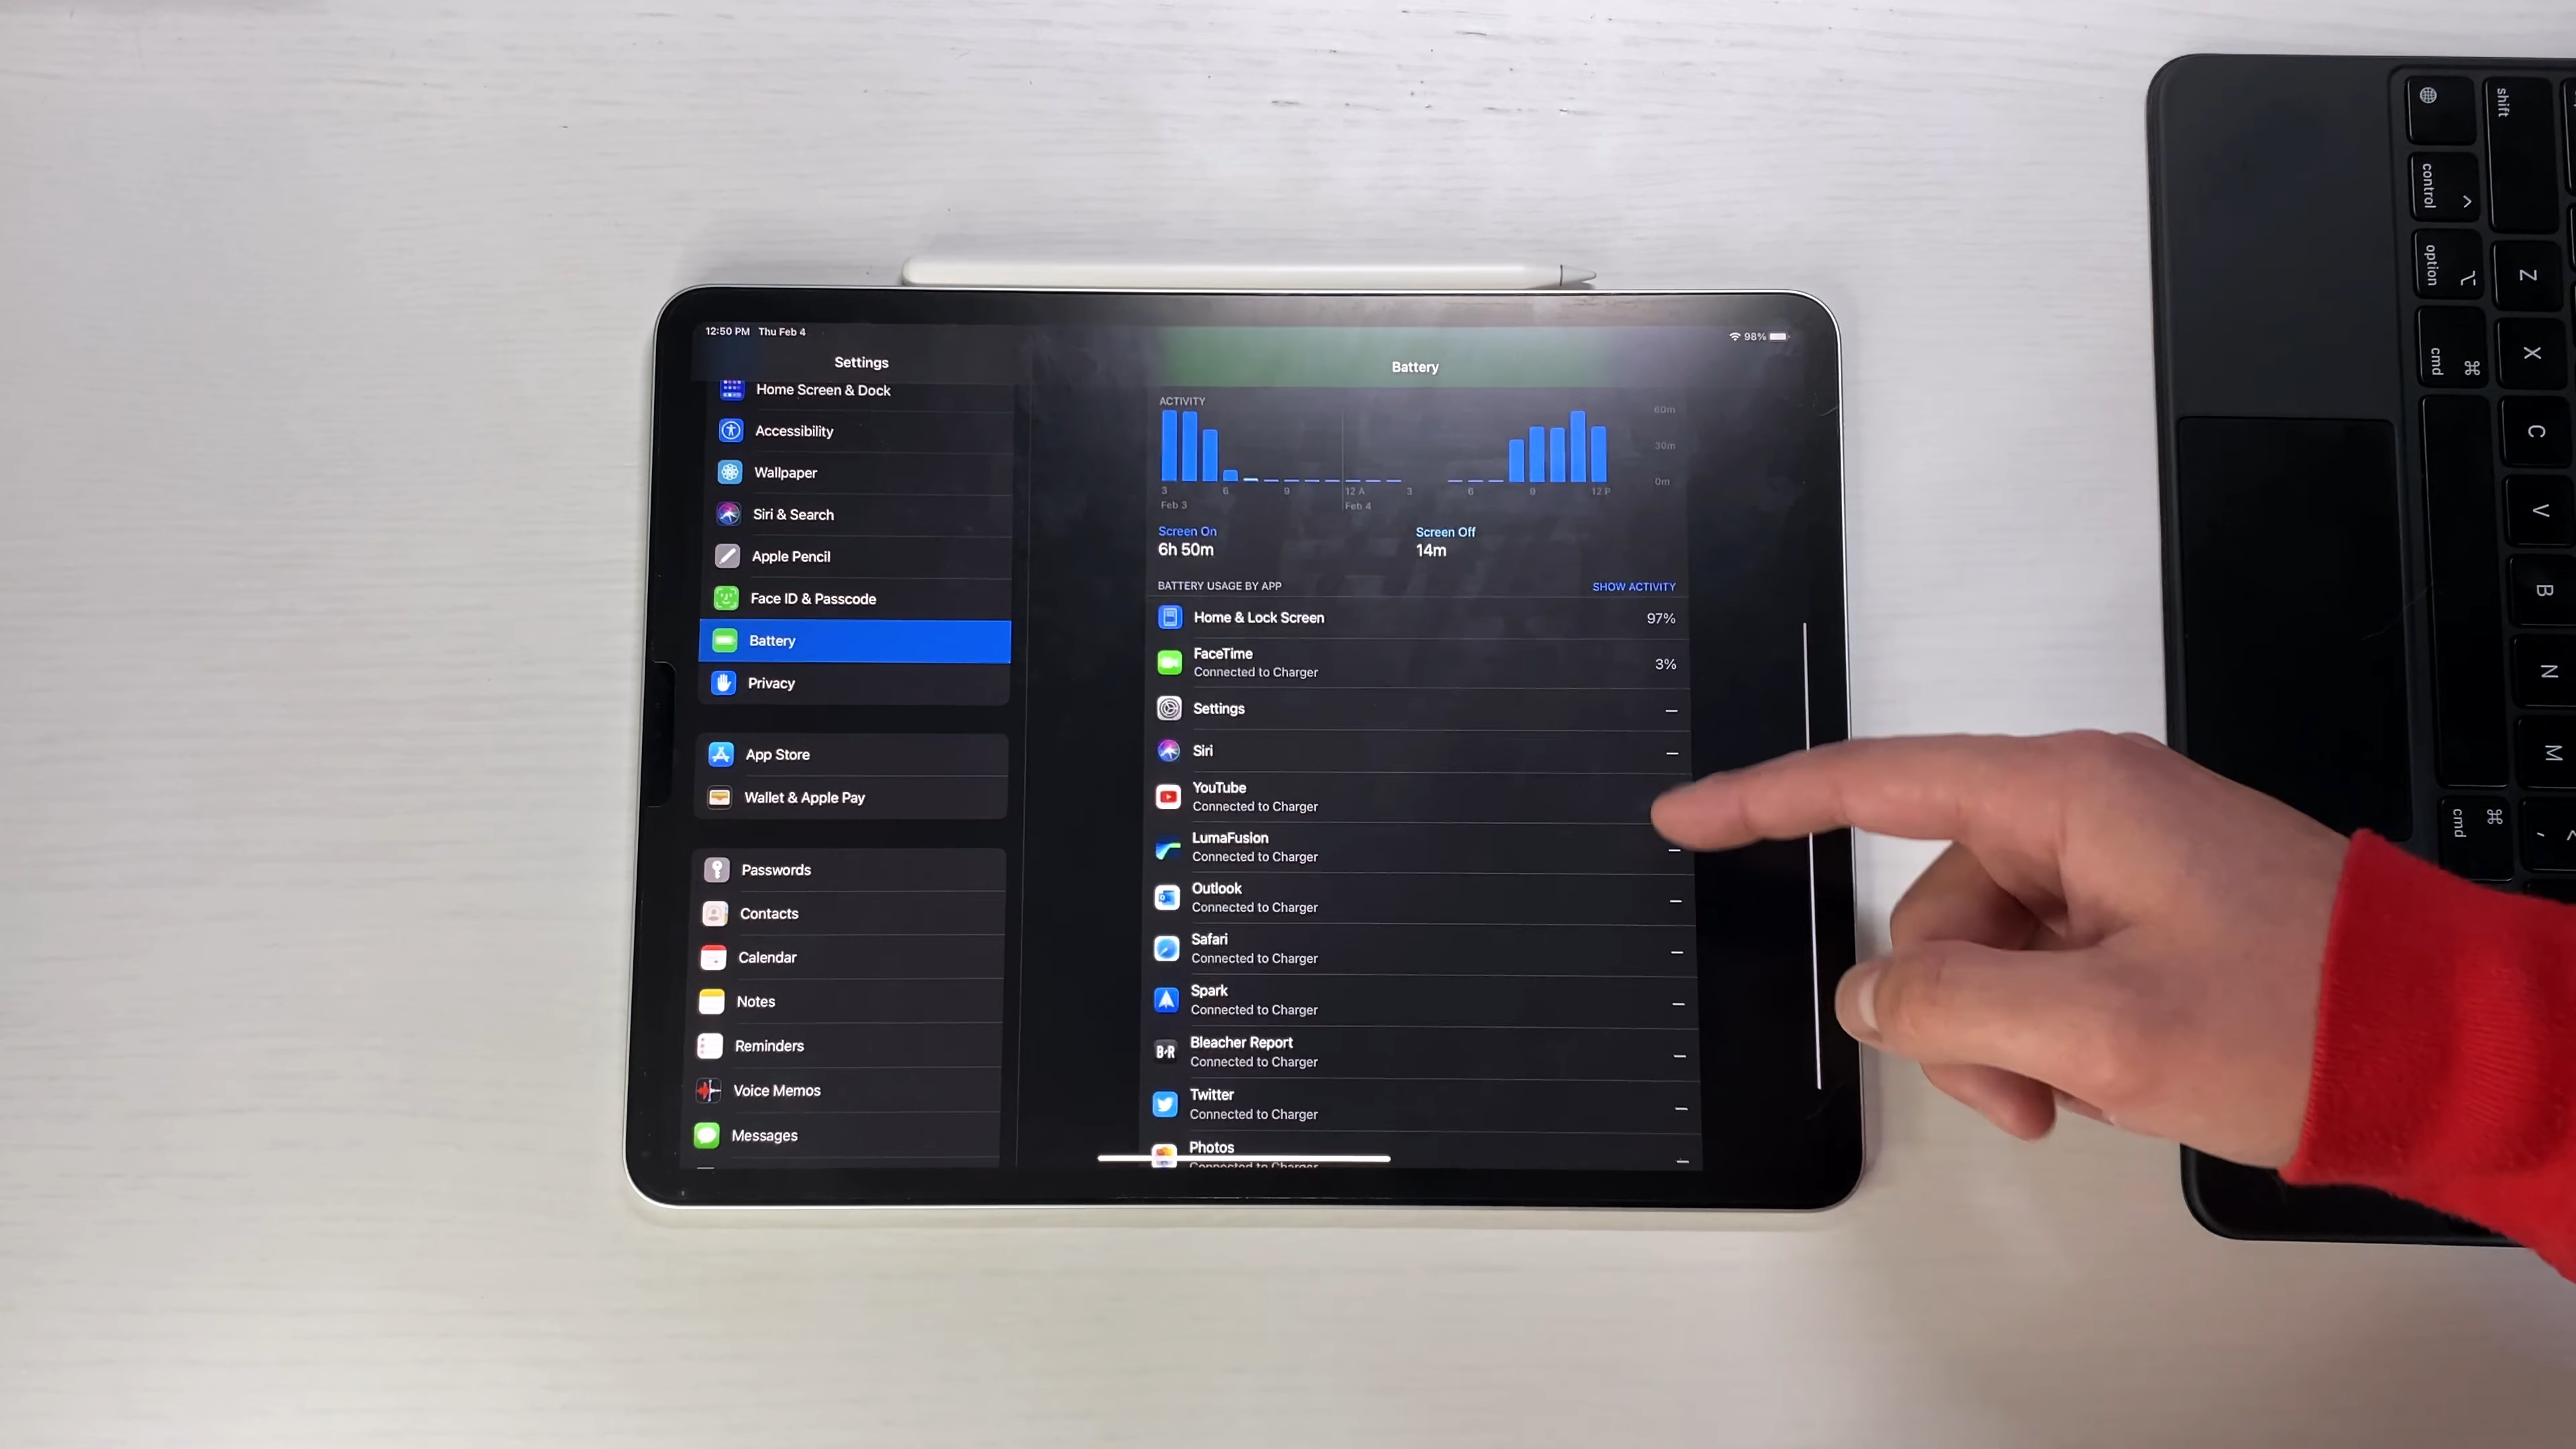 12:50 PM Thu Feb 4
98%
Settings
Home Screen & Dock
Accessibility
Wallpaper
Siri & Search
Apple Pencil
Face ID & Passcode
Battery
Privacy
App Store
Wallet & Apple Pay
Passwords
Contacts
Calendar
Notes
Reminders
Voice Memos
Messages
Battery
ACTIVITY
60m
30m
0m
3 6 9 12 A 3 6 9 12 P
Feb 3 Feb 4
Screen On Screen Off
6h 50m 14m
BATTERY USAGE BY APP SHOW ACTIVITY
Home & Lock Screen 97%
FaceTime
Connected to Charger 3%
Settings –
Siri –
YouTube
Connected to Charger
LumaFusion
Connected to Charger –
Outlook
Connected to Charger –
Safari
Connected to Charger –
Spark
Connected to Charger –
B/R
Bleacher Report
Connected to Charger –
Twitter
Connected to Charger –
Photos
Connected to Charger –
shift
control ^
option ⌥
cmd ⌘
Z
X
C
V
B
N
M
cmd ⌘